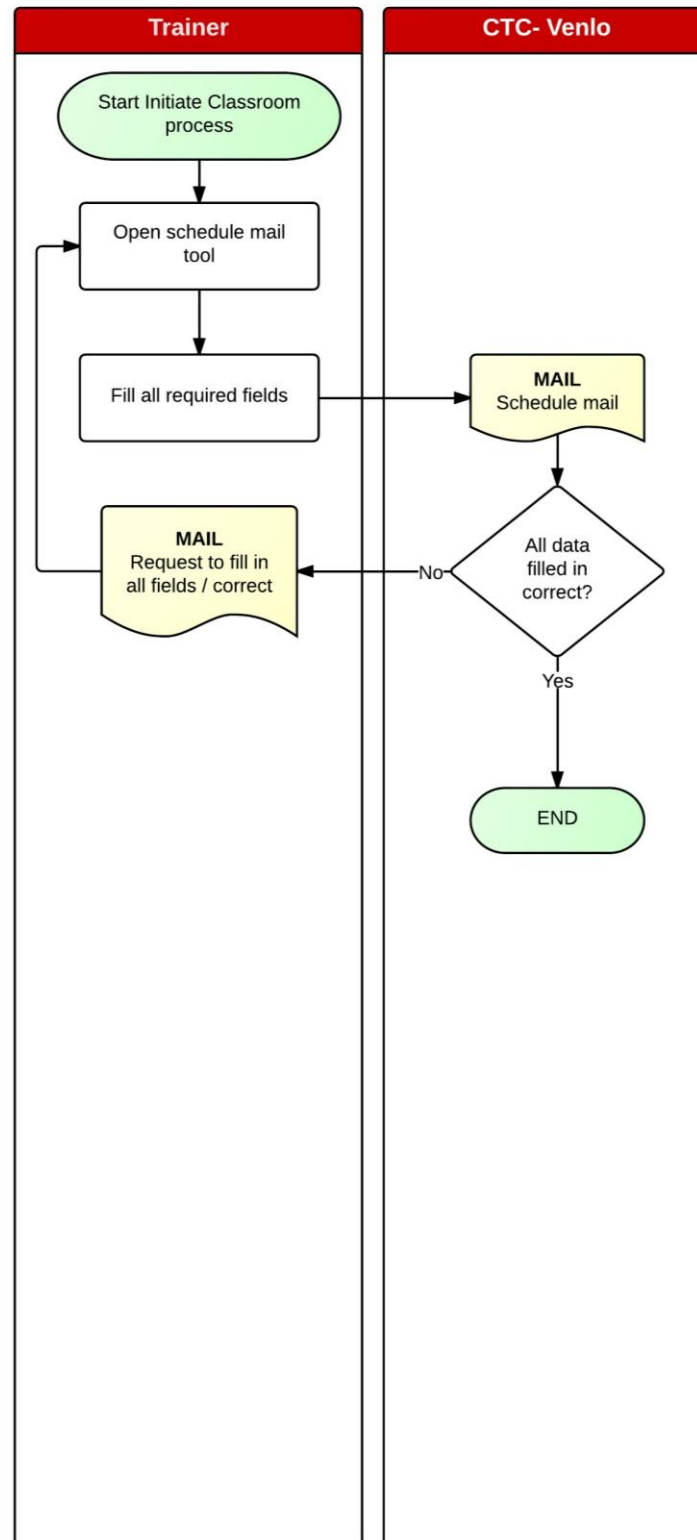 Trainer
CTC- Venlo
Start Initiate Classroom
process
Open schedule mail
tool
Fill all required fields
MAIL
Schedule mail
MAIL
Request to fill in
all fields / correct
No
All data
filled in
correct?
Yes
END